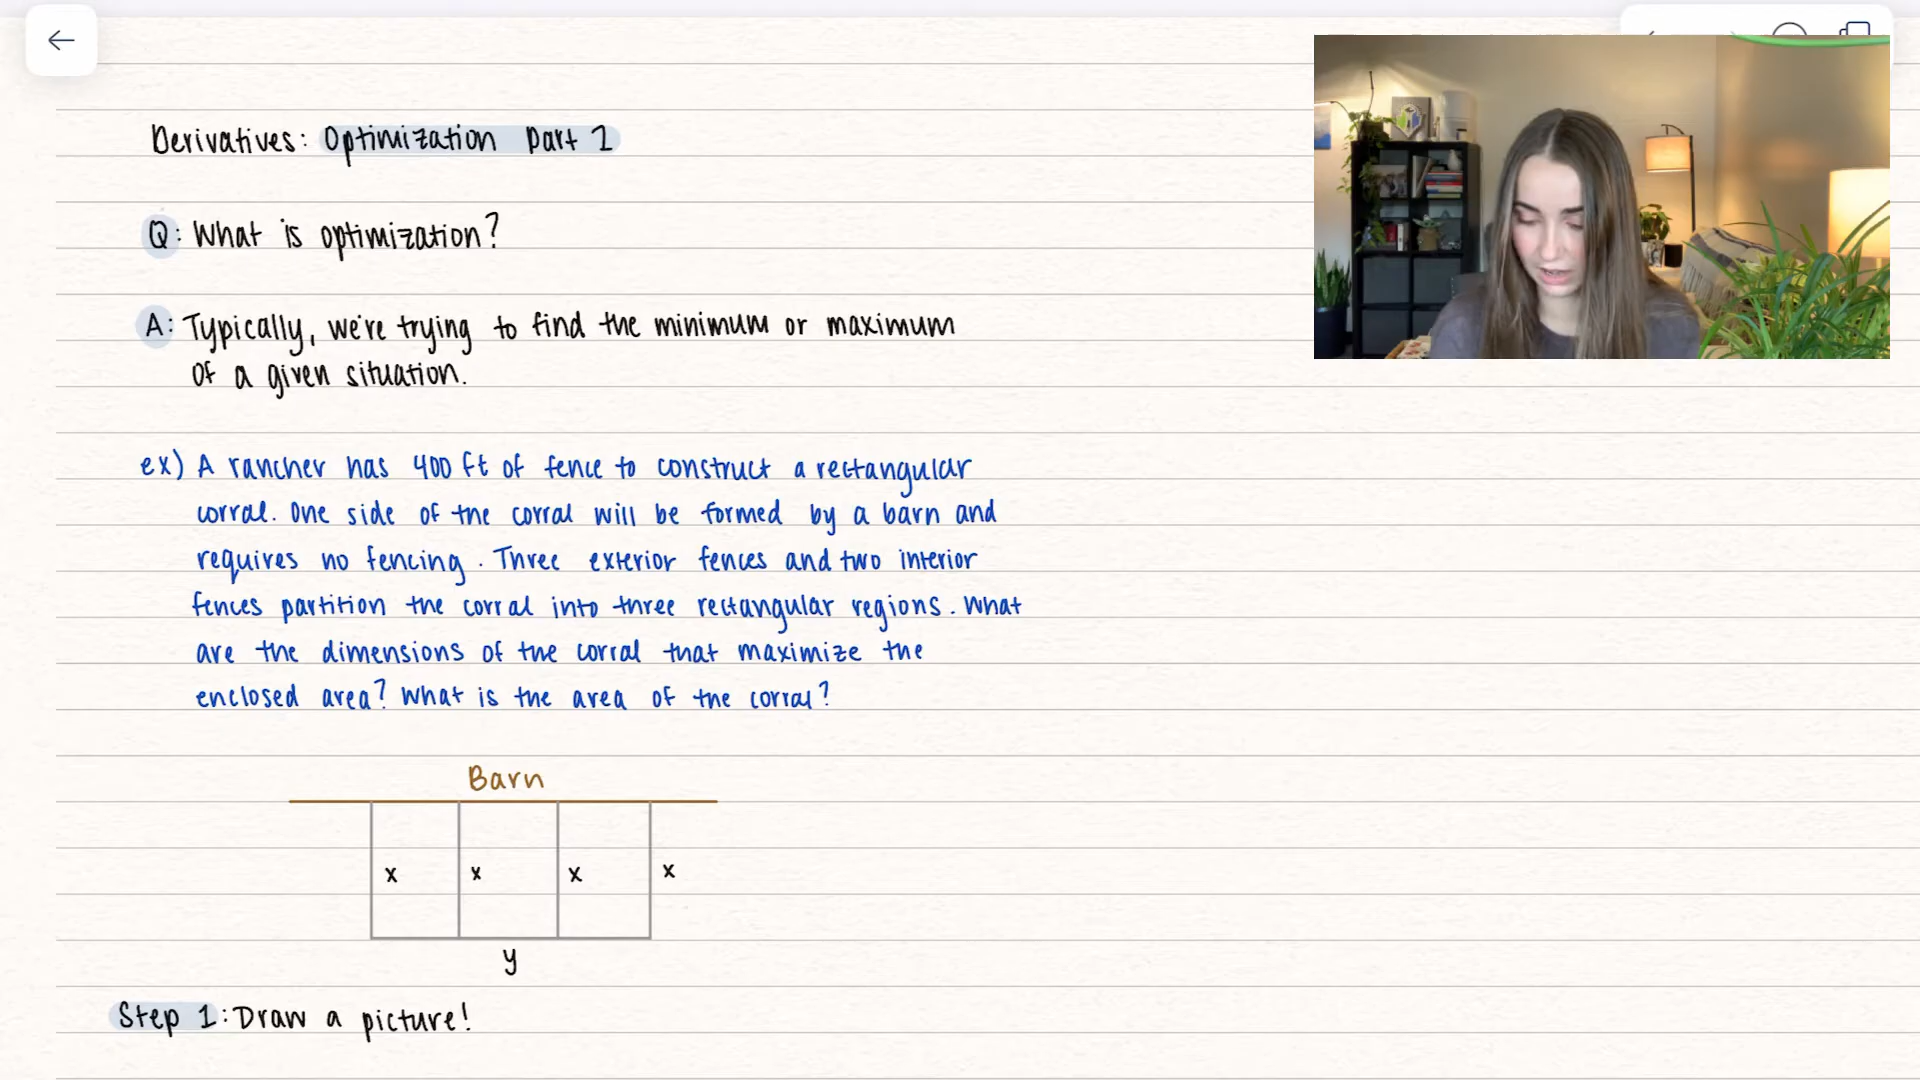 Derivatives: Optimization Part 1
Q: What is optimization?
A: Typically, we're trying to find the minimum or maximum
of a given situation.
ex) A rancher has 400 ft of fence to construct a rectangular
corral. One side of the corral will be formed by a barn and
requires no fencing. Three exterior fences and two interior
fences partition the corral into three rectangular regions. What
are the dimensions of the corral that maximize the
enclosed area? What is the area of the corral?
Barn
x x x x
y
Step 1: Draw a picture!